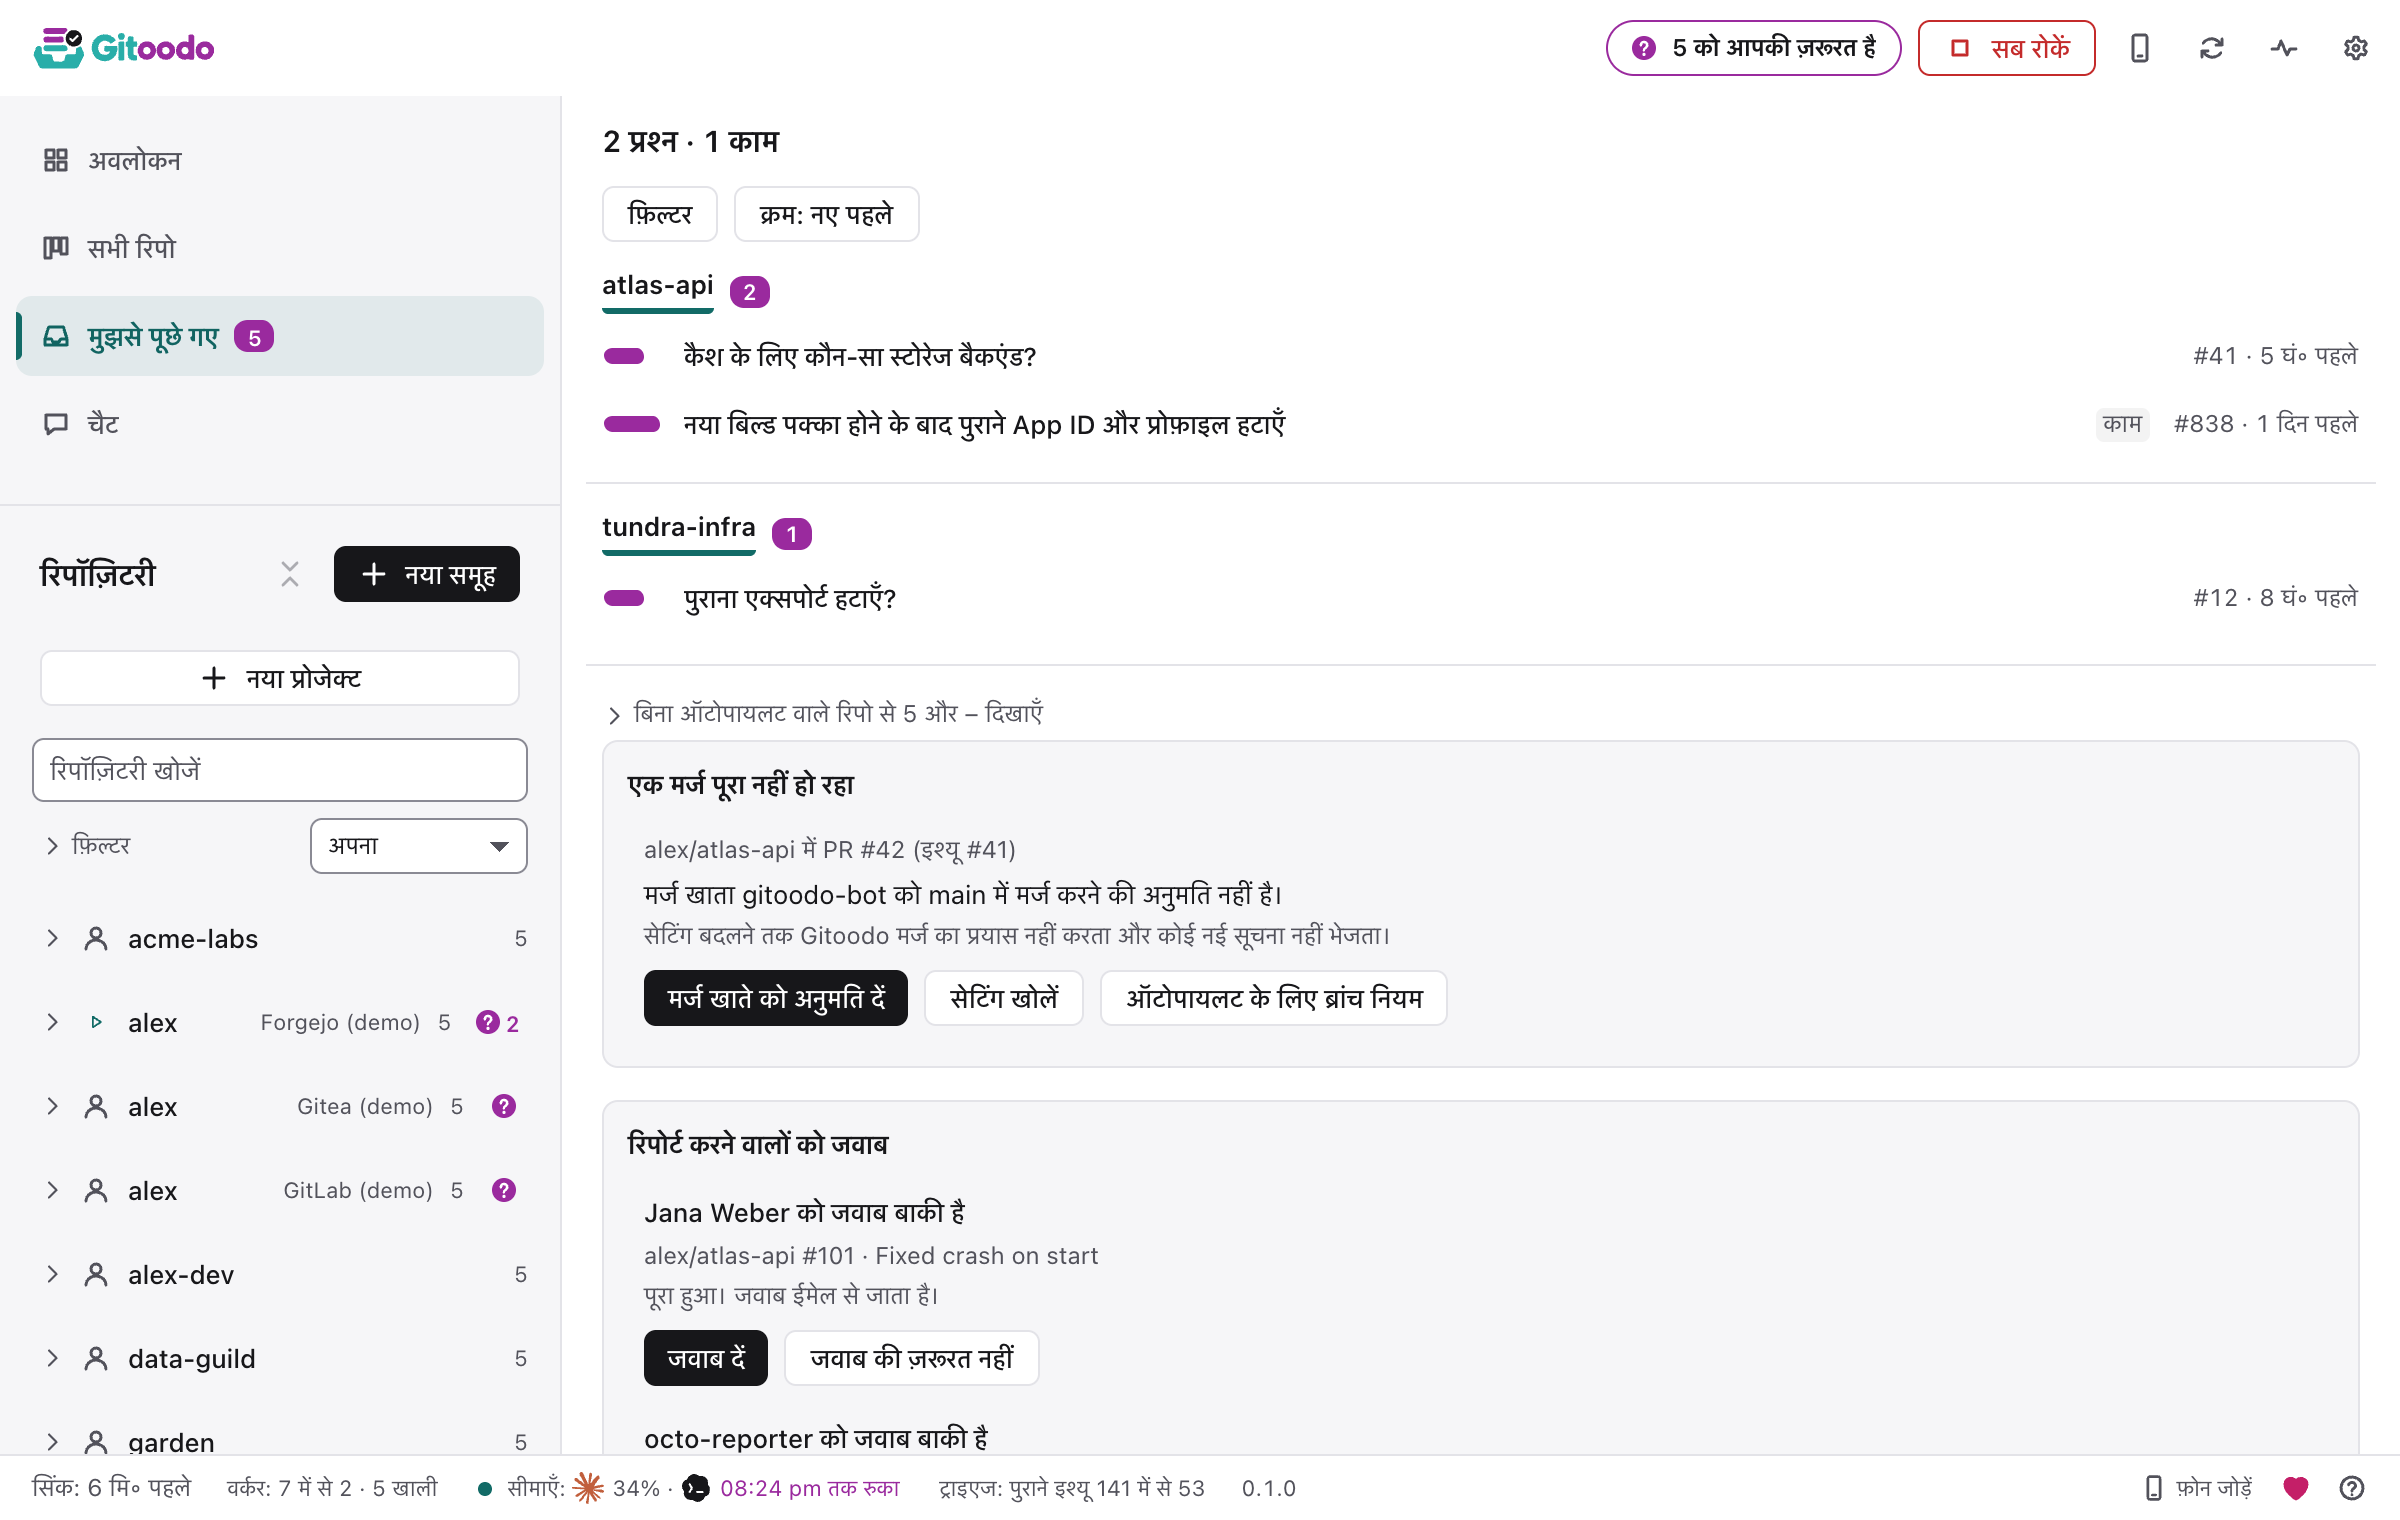 Gitoodo
5 को आपकी ज़रूरत है
सब रोकें
अवलोकन
सभी रिपो
मुझसे पूछे गए 5
चैट
रिपॉज़िटरी
नया समूह
नया प्रोजेक्ट
रिपॉज़िटरी खोजें
फ़िल्टर
अपना
acme-labs 5
alex Forgejo (demo) 5 ? 2
alex Gitea (demo) 5 ?
alex GitLab (demo) 5 ?
alex-dev 5
data-guild 5
garden 5
2 प्रश्न · 1 काम
फ़िल्टर
क्रम: नए पहले
atlas-api 2
कैश के लिए कौन-सा स्टोरेज बैकएंड? #41 · 5 घं॰ पहले
नया बिल्ड पक्का होने के बाद पुराने App ID और प्रोफ़ाइल हटाएँ काम #838 · 1 दिन पहले
tundra-infra 1
पुराना एक्सपोर्ट हटाएँ? #12 · 8 घं॰ पहले
बिना ऑटोपायलट वाले रिपो से 5 और – दिखाएँ
एक मर्ज पूरा नहीं हो रहा
alex/atlas-api में PR #42 (इश्यू #41)
मर्ज खाता gitoodo-bot को main में मर्ज करने की अनुमति नहीं है।
सेटिंग बदलने तक Gitoodo मर्ज का प्रयास नहीं करता और कोई नई सूचना नहीं भेजता।
मर्ज खाते को अनुमति दें
सेटिंग खोलें
ऑटोपायलट के लिए ब्रांच नियम
रिपोर्ट करने वालों को जवाब
Jana Weber को जवाब बाकी है
alex/atlas-api #101 · Fixed crash on start
पूरा हुआ। जवाब ईमेल से जाता है।
जवाब दें
जवाब की ज़रूरत नहीं
octo-reporter को जवाब बाकी है
सिंक: 6 मि॰ पहले
वर्कर: 7 में से 2 · 5 खाली
सीमाएँ: 34% · 08:24 pm तक रुका
ट्राइएज: पुराने इश्यू 141 में से 53
0.1.0
फ़ोन जोड़ें